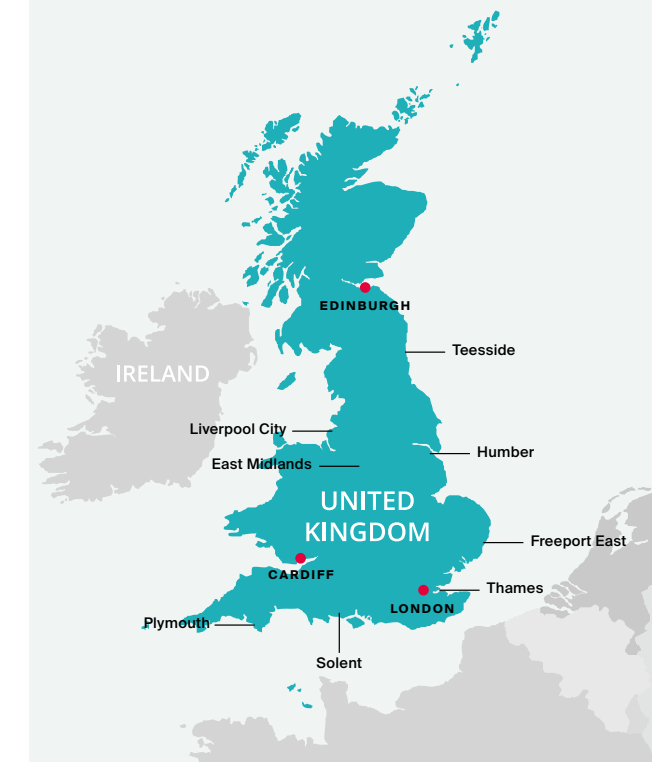 EDINBURGH
Teesside
IRELAND
Liverpool City
Humber
East Midlands
UNITED
KINGDOM
Freeport East
CARDIFF
Thames
LONDON
Plymouth
Solent